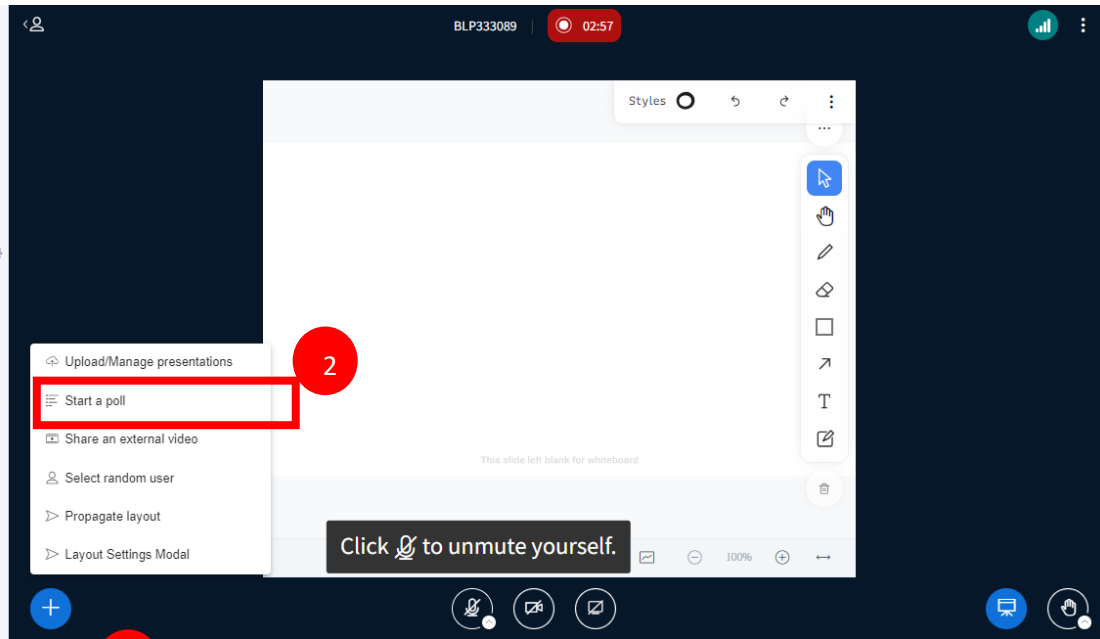 BLP333089
02:57
Styles
Upload/Manage presentations
2
Start a poll
Share an external video
This slide left blank for whiteboard
Select random user
Propagate layout
Layout Settings Modal
Click to unmute yourself.
100%
T